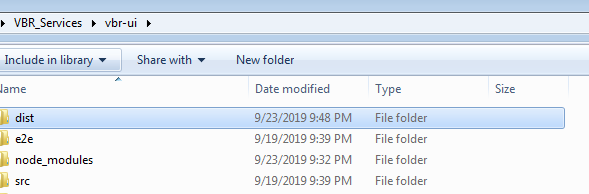 VBR_Services vbr-ui
Include in library Share with New folder
Name Date modified Type Size
dist 9/23/2019 9:48 PM File folder
e2e 9/19/2019 9:39 PM File folder
node_modules 9/23/2019 9:32 PM File folder
src 9/19/2019 9:39 PM File folder